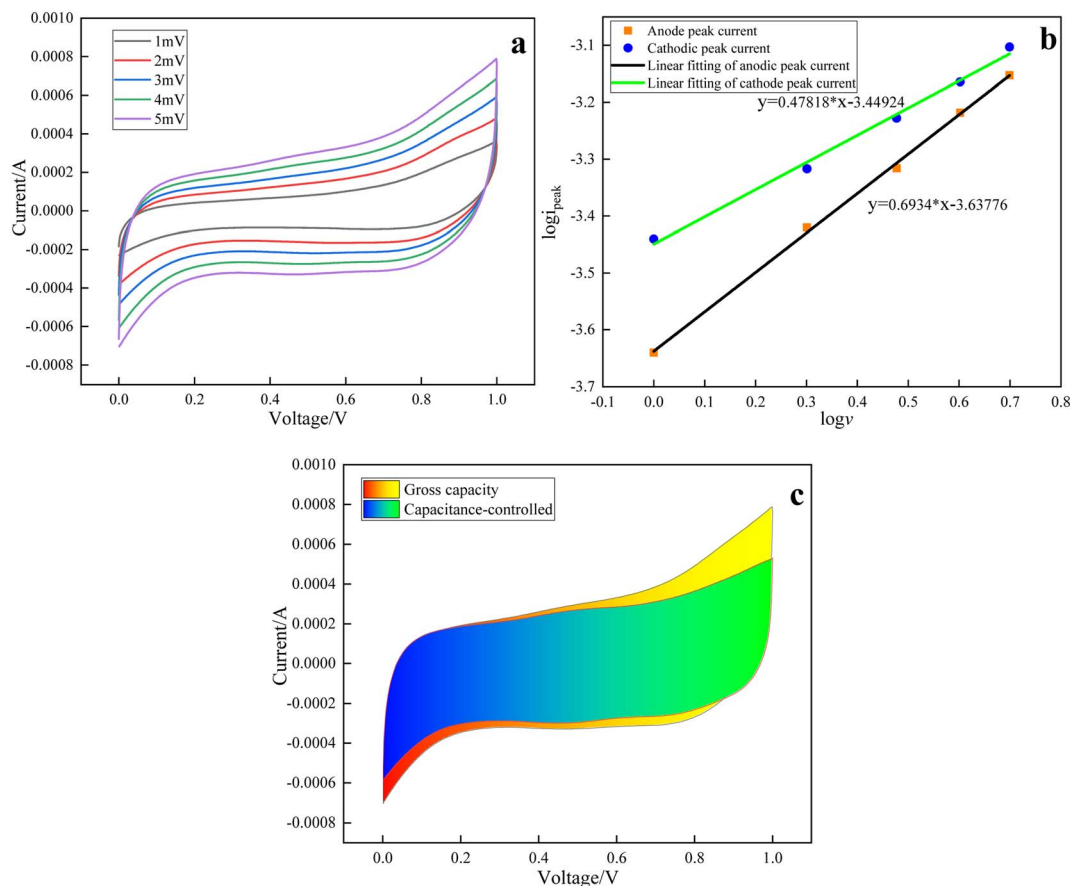 a
1mV
2mV
3mV
4mV
5mV
0.0010
0.0008
0.0006
0.0004
0.0002
0.0000
-0.0002
-0.0004
-0.0006
-0.0008
Current/A
0.0 0.2 0.4 0.6 0.8 1.0
Voltage/V
b
Anode peak current
Cathodic peak current
Linear fitting of anodic peak current
Linear fitting of cathode peak current
y=0.47818*x-3.44924
y=0.6934*x-3.63776
-3.1
-3.2
-3.3
-3.4
-3.5
-3.6
-3.7
logipeak
-0.1 0.0 0.1 0.2 0.3 0.4 0.5 0.6 0.7 0.8
logv
c
Gross capacity
Capacitance-controlled
0.0010
0.0008
0.0006
0.0004
0.0002
0.0000
-0.0002
-0.0004
-0.0006
-0.0008
Current/A
0.0 0.2 0.4 0.6 0.8 1.0
Voltage/V